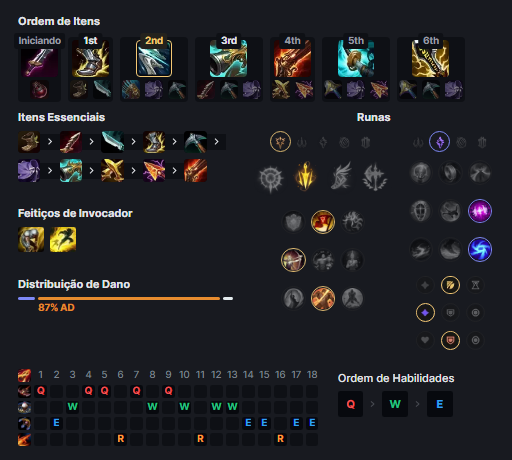 Ordem de Itens
Iniciando 1st 2nd 3rd 4th 5th 6th
Itens Essenciais
Runas
Feitiços de Invocador
Distribuição de Dano
87% AD
1 2 3 4 5 6 7 8 9 10 11 12 13 14 15 16 17 18
Q Q Q Q Q
W W W W W
E E E E E
R R R
Ordem de Habilidades
Q > W > E